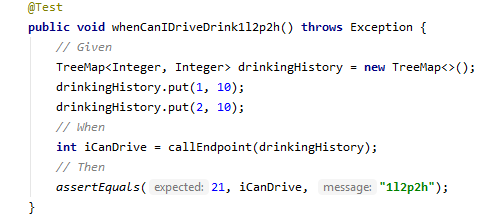 @Test
public void whenCanIDriveDrink1l2p2h() throws Exception {
// Given
TreeMap<Integer, Integer> drinkingHistory = new TreeMap<>();
drinkingHistory.put(1, 10);
drinkingHistory.put(2, 10);
// When
int iCanDrive = callEndpoint(drinkingHistory);
// Then
assertEquals( expected: 21, iCanDrive, message: "1l2p2h");
}